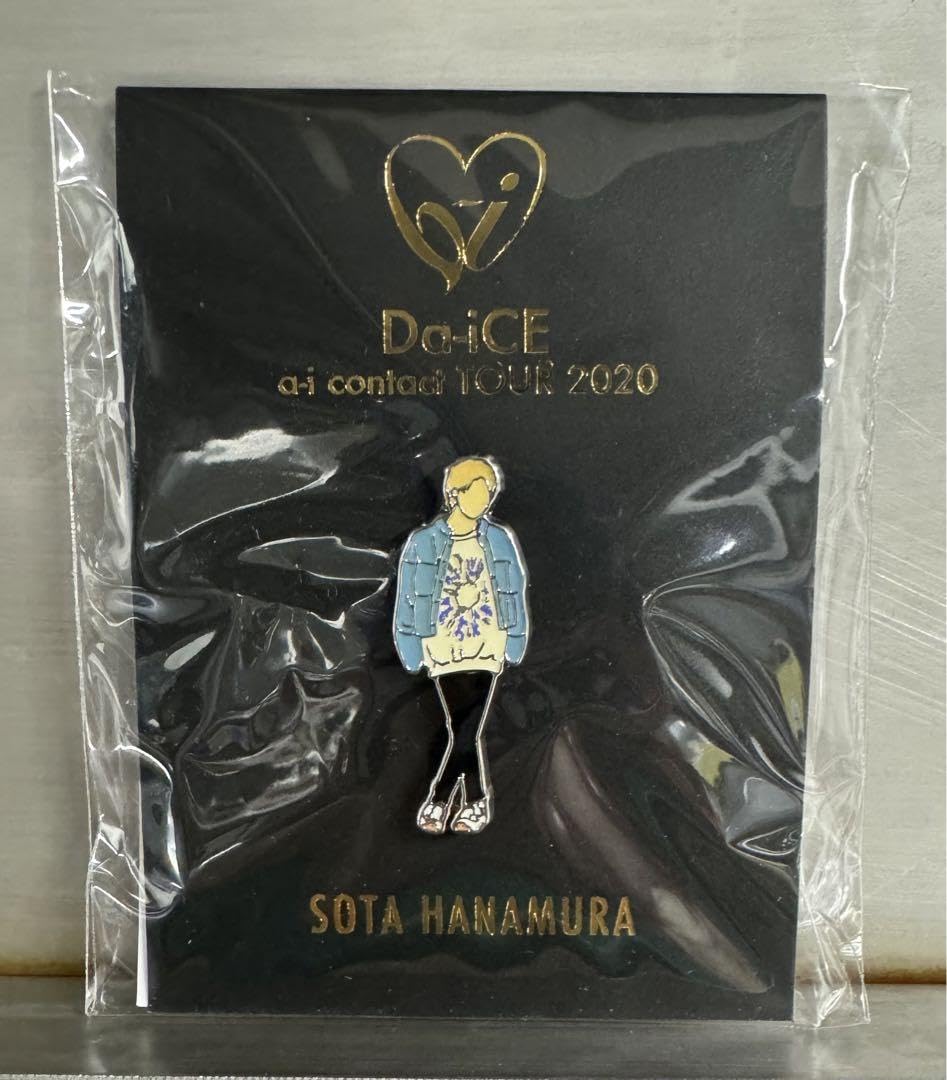 a-i
Da-iCE
a-i contact TOUR 2020
SOTA HANAMURA